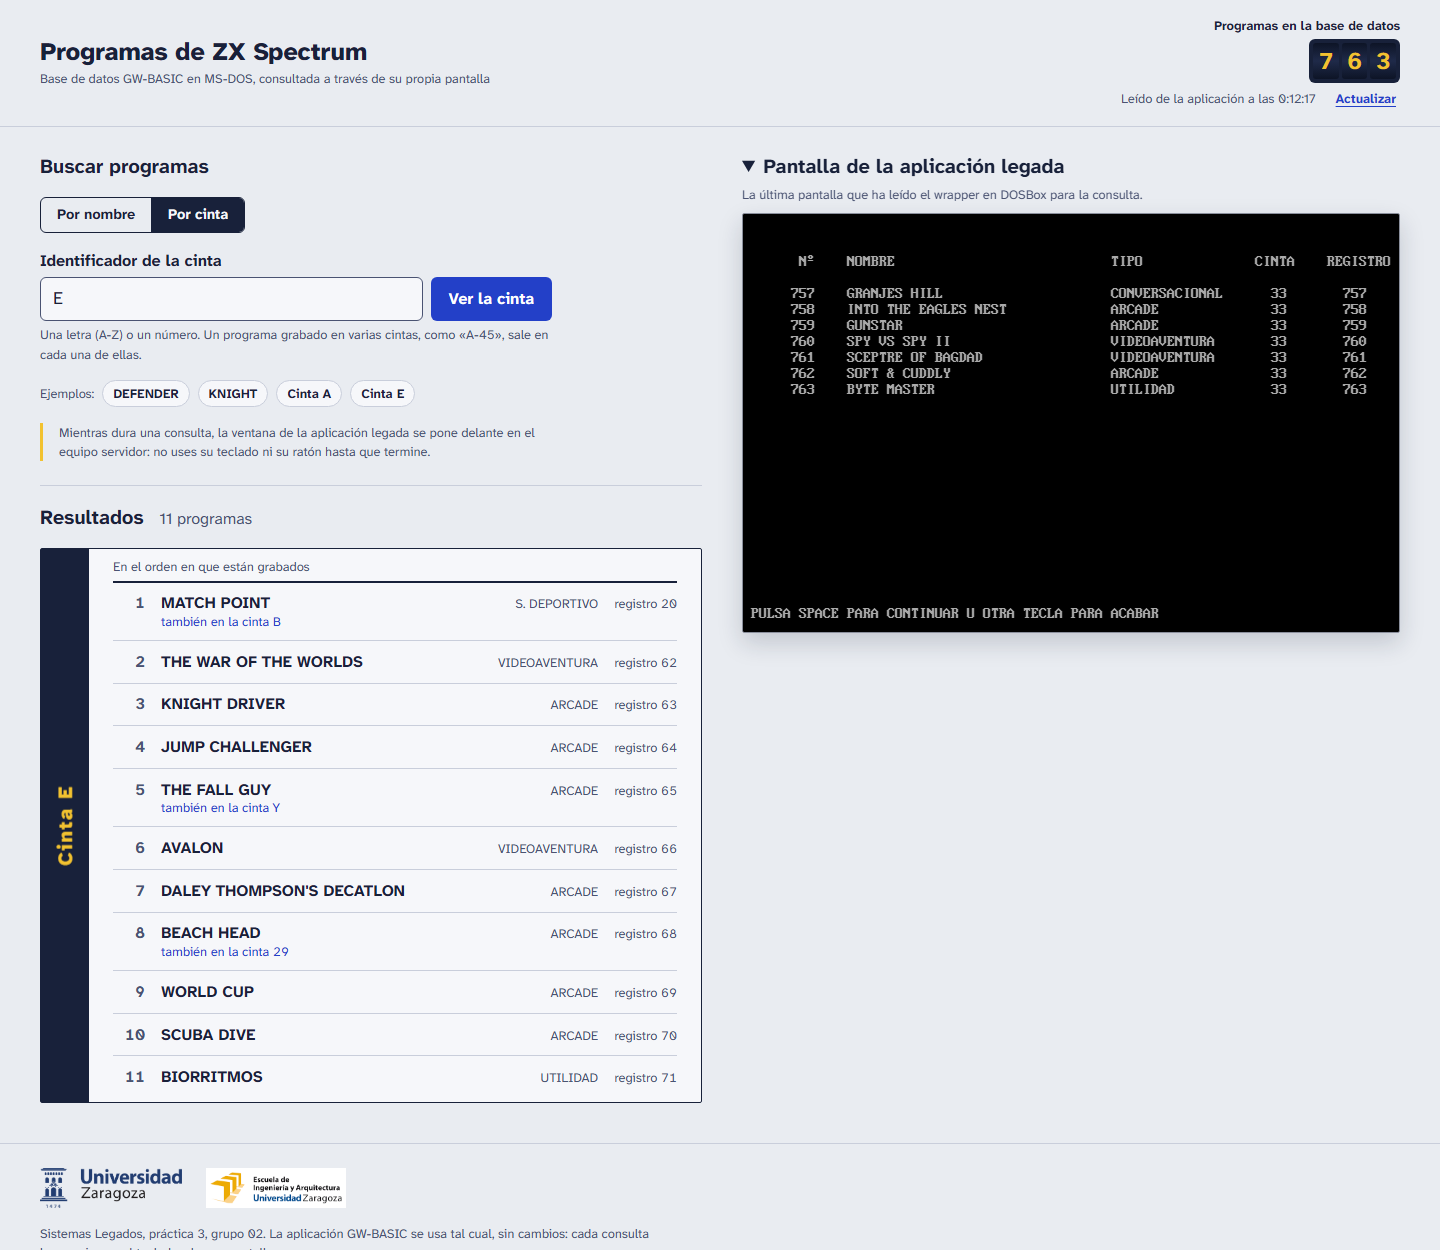 Programas de ZX Spectrum
Base de datos GW-BASIC en MS-DOS, consultada a través de su propia pantalla
Programas en la base de datos
7 6 3
Leído de la aplicación a las 0:12:17 Actualizar
Buscar programas
Por nombre Por cinta
Identificador de la cinta
E Ver la cinta
Una letra (A-Z) o un número. Un programa grabado en varias cintas, como «A-45», sale en
cada una de ellas.
Ejemplos: DEFENDER KNIGHT Cinta A Cinta E
Mientras dura una consulta, la ventana de la aplicación legada se pone delante en el
equipo servidor: no uses su teclado ni su ratón hasta que termine.
Resultados 11 programas
Cinta E
En el orden en que están grabados
1 MATCH POINT S. DEPORTIVO registro 20
también en la cinta B
2 THE WAR OF THE WORLDS VIDEOAVENTURA registro 62
3 KNIGHT DRIVER ARCADE registro 63
4 JUMP CHALLENGER ARCADE registro 64
5 THE FALL GUY ARCADE registro 65
también en la cinta Y
6 AVALON VIDEOAVENTURA registro 66
7 DALEY THOMPSON'S DECATLON ARCADE registro 67
8 BEACH HEAD ARCADE registro 68
también en la cinta 29
9 WORLD CUP ARCADE registro 69
10 SCUBA DIVE ARCADE registro 70
11 BIORRITMOS UTILIDAD registro 71
▼ Pantalla de la aplicación legada
La última pantalla que ha leído el wrapper en DOSBox para la consulta.
Nº NOMBRE TIPO CINTA REGISTRO
757 GRANJES HILL CONVERSACIONAL 33 757
758 INTO THE EAGLES NEST ARCADE 33 758
759 GUNSTAR ARCADE 33 759
760 SPY VS SPY II VIDEOAVENTURA 33 760
761 SCEPTRE OF BAGDAD VIDEOAVENTURA 33 761
762 SOFT & CUDDLY ARCADE 33 762
763 BYTE MASTER UTILIDAD 33 763
PULSA SPACE PARA CONTINUAR U OTRA TECLA PARA ACABAR
Universidad
Zaragoza
1474
Escuela de
Ingeniería y Arquitectura
Universidad Zaragoza
Sistemas Legados, práctica 3, grupo 02. La aplicación GW-BASIC se usa tal cual, sin cambios: cada consulta